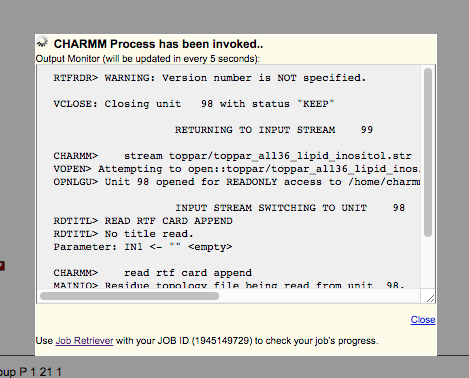 CHARMM Process has been invoked..
Output Monitor (will be updated in every 5 seconds):
RTFRDR> WARNING: Version number is NOT specified.
VCLOSE: Closing unit 98 with status "KEEP"
RETURNING TO INPUT STREAM 99
CHARMM> stream toppar/toppar_all36_lipid_inositol.str
VOPEN> Attempting to open::toppar/toppar_all36_lipid_inos
OPNLGU> Unit 98 opened for READONLY access to /home/charm
INPUT STREAM SWITCHING TO UNIT 98
RDTITL> READ RTF CARD APPEND
RDTITL> No title read.
Parameter: IN1 <- "" <empty>
CHARMM> read rtf card append
MAINIO> Residue topology file being read from unit 98.
Close
Use Job Retriever with your JOB ID (1945149729) to check your job's progress.
oup P 1 21 1